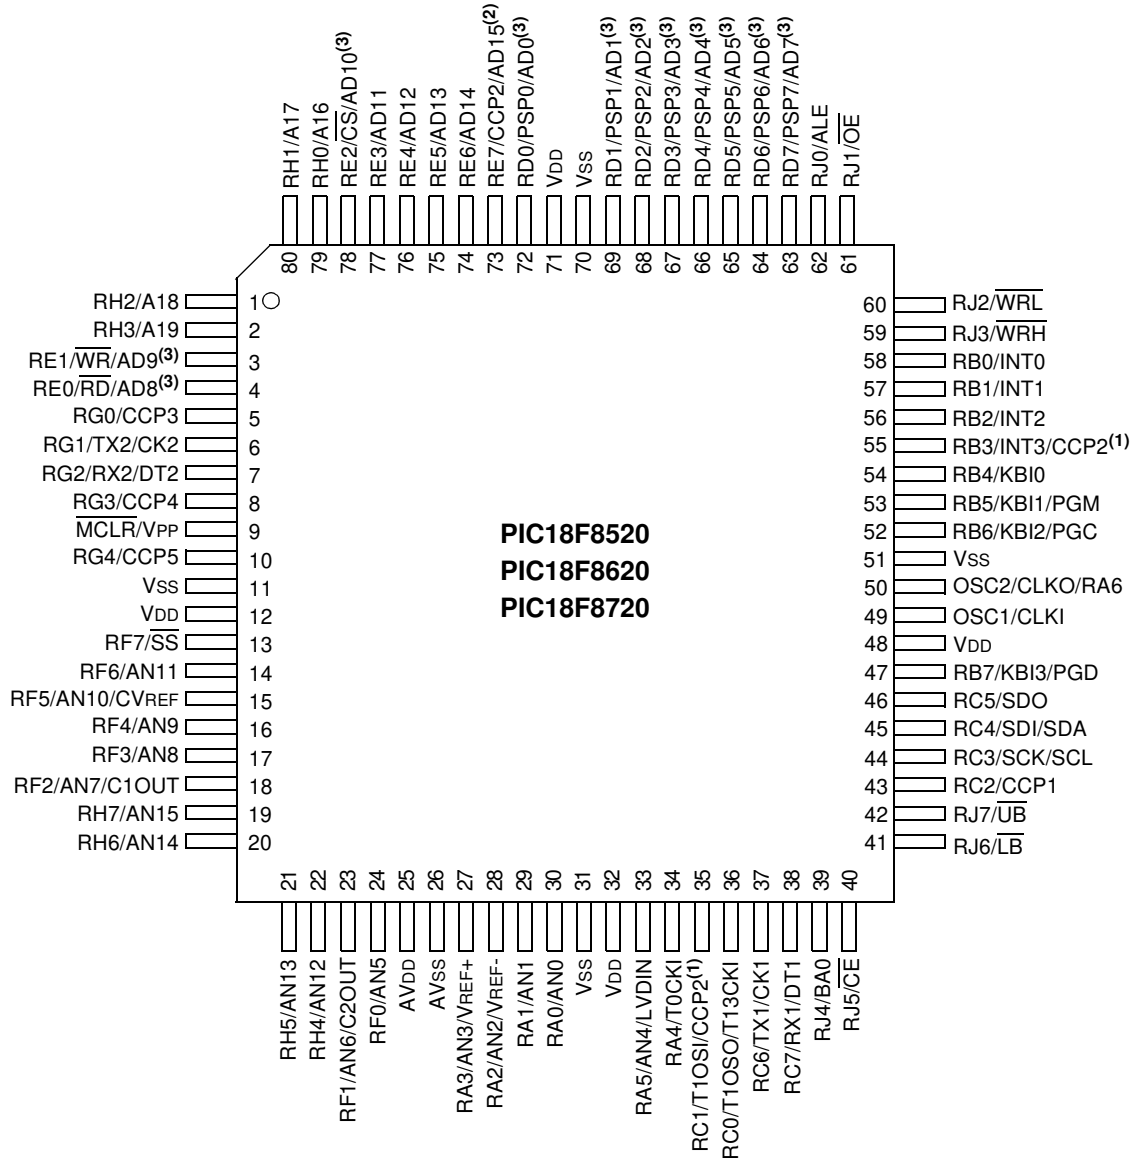 RH1/A17
RH0/A16
RE2/CS/AD10(3)
RE3/AD11
RE4/AD12
RE5/AD13
RE6/AD14
RE7/CCP2/AD15(2)
RD0/PSP0/AD0(3)
VDD
VSS
RD1/PSP1/AD1(3)
RD2/PSP2/AD2(3)
RD3/PSP3/AD3(3)
RD4/PSP4/AD4(3)
RD5/PSP5/AD5(3)
RD6/PSP6/AD6(3)
RD7/PSP7/AD7(3)
RJ0/ALE
RJ1/OE
80 79 78 77 76 75 74 73 72 71 70 69 68 67 66 65 64 63 62 61
RH2/A18 1
RH3/A19 2
RE1/WR/AD9(3) 3
RE0/RD/AD8(3) 4
RG0/CCP3 5
RG1/TX2/CK2 6
RG2/RX2/DT2 7
RG3/CCP4 8
MCLR/VPP 9
RG4/CCP5 10
VSS 11
VDD 12
RF7/SS 13
RF6/AN11 14
RF5/AN10/CVREF 15
RF4/AN9 16
RF3/AN8 17
RF2/AN7/C1OUT 18
RH7/AN15 19
RH6/AN14 20
PIC18F8520
PIC18F8620
PIC18F8720
60 RJ2/WRL
59 RJ3/WRH
58 RB0/INT0
57 RB1/INT1
56 RB2/INT2
55 RB3/INT3/CCP2(1)
54 RB4/KBI0
53 RB5/KBI1/PGM
52 RB6/KBI2/PGC
51 VSS
50 OSC2/CLKO/RA6
49 OSC1/CLKI
48 VDD
47 RB7/KBI3/PGD
46 RC5/SDO
45 RC4/SDI/SDA
44 RC3/SCK/SCL
43 RC2/CCP1
42 RJ7/UB
41 RJ6/LB
21 22 23 24 25 26 27 28 29 30 31 32 33 34 35 36 37 38 39 40
RH5/AN13
RH4/AN12
RF1/AN6/C2OUT
RF0/AN5
AVDD
AVSS
RA3/AN3/VREF+
RA2/AN2/VREF-
RA1/AN1
RA0/AN0
VSS
VDD
RA5/AN4/LVDIN
RA4/T0CKI
RC1/T1OSI/CCP2(1)
RC0/T1OSO/T13CKI
RC6/TX1/CK1
RC7/RX1/DT1
RJ4/BA0
RJ5/CE